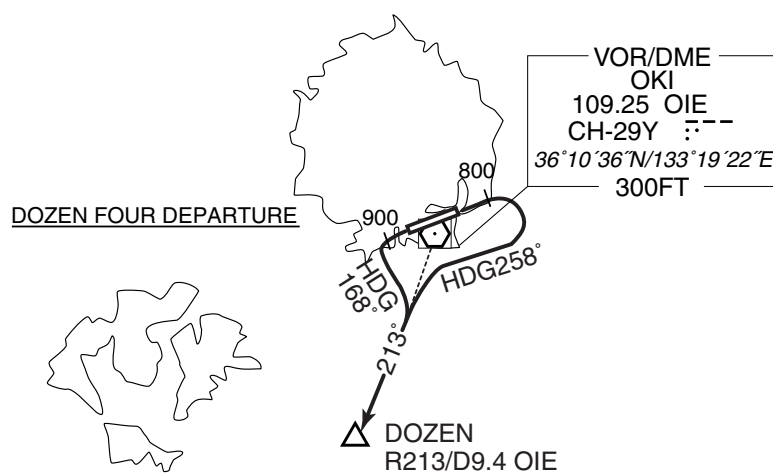 VOR/DME
OKI
109.25 OIE
CH-29Y
36°10´36˝N/133°19´22˝E
300FT
800
DOZEN FOUR DEPARTURE
900
HDG
168°
HDG258°
213°
DOZEN
R213/D9.4 OIE